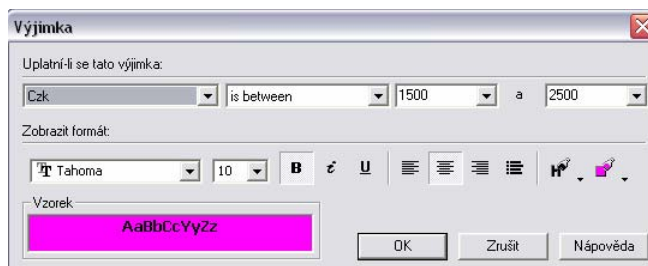 Výjimka
Uplatní-li se tato výjimka:
Czk is between 1500 a 2500
Zobrazit formát:
Tahoma 10 B i U
Vzorek
AaBbCcYyZz
OK Zrušit Nápověda